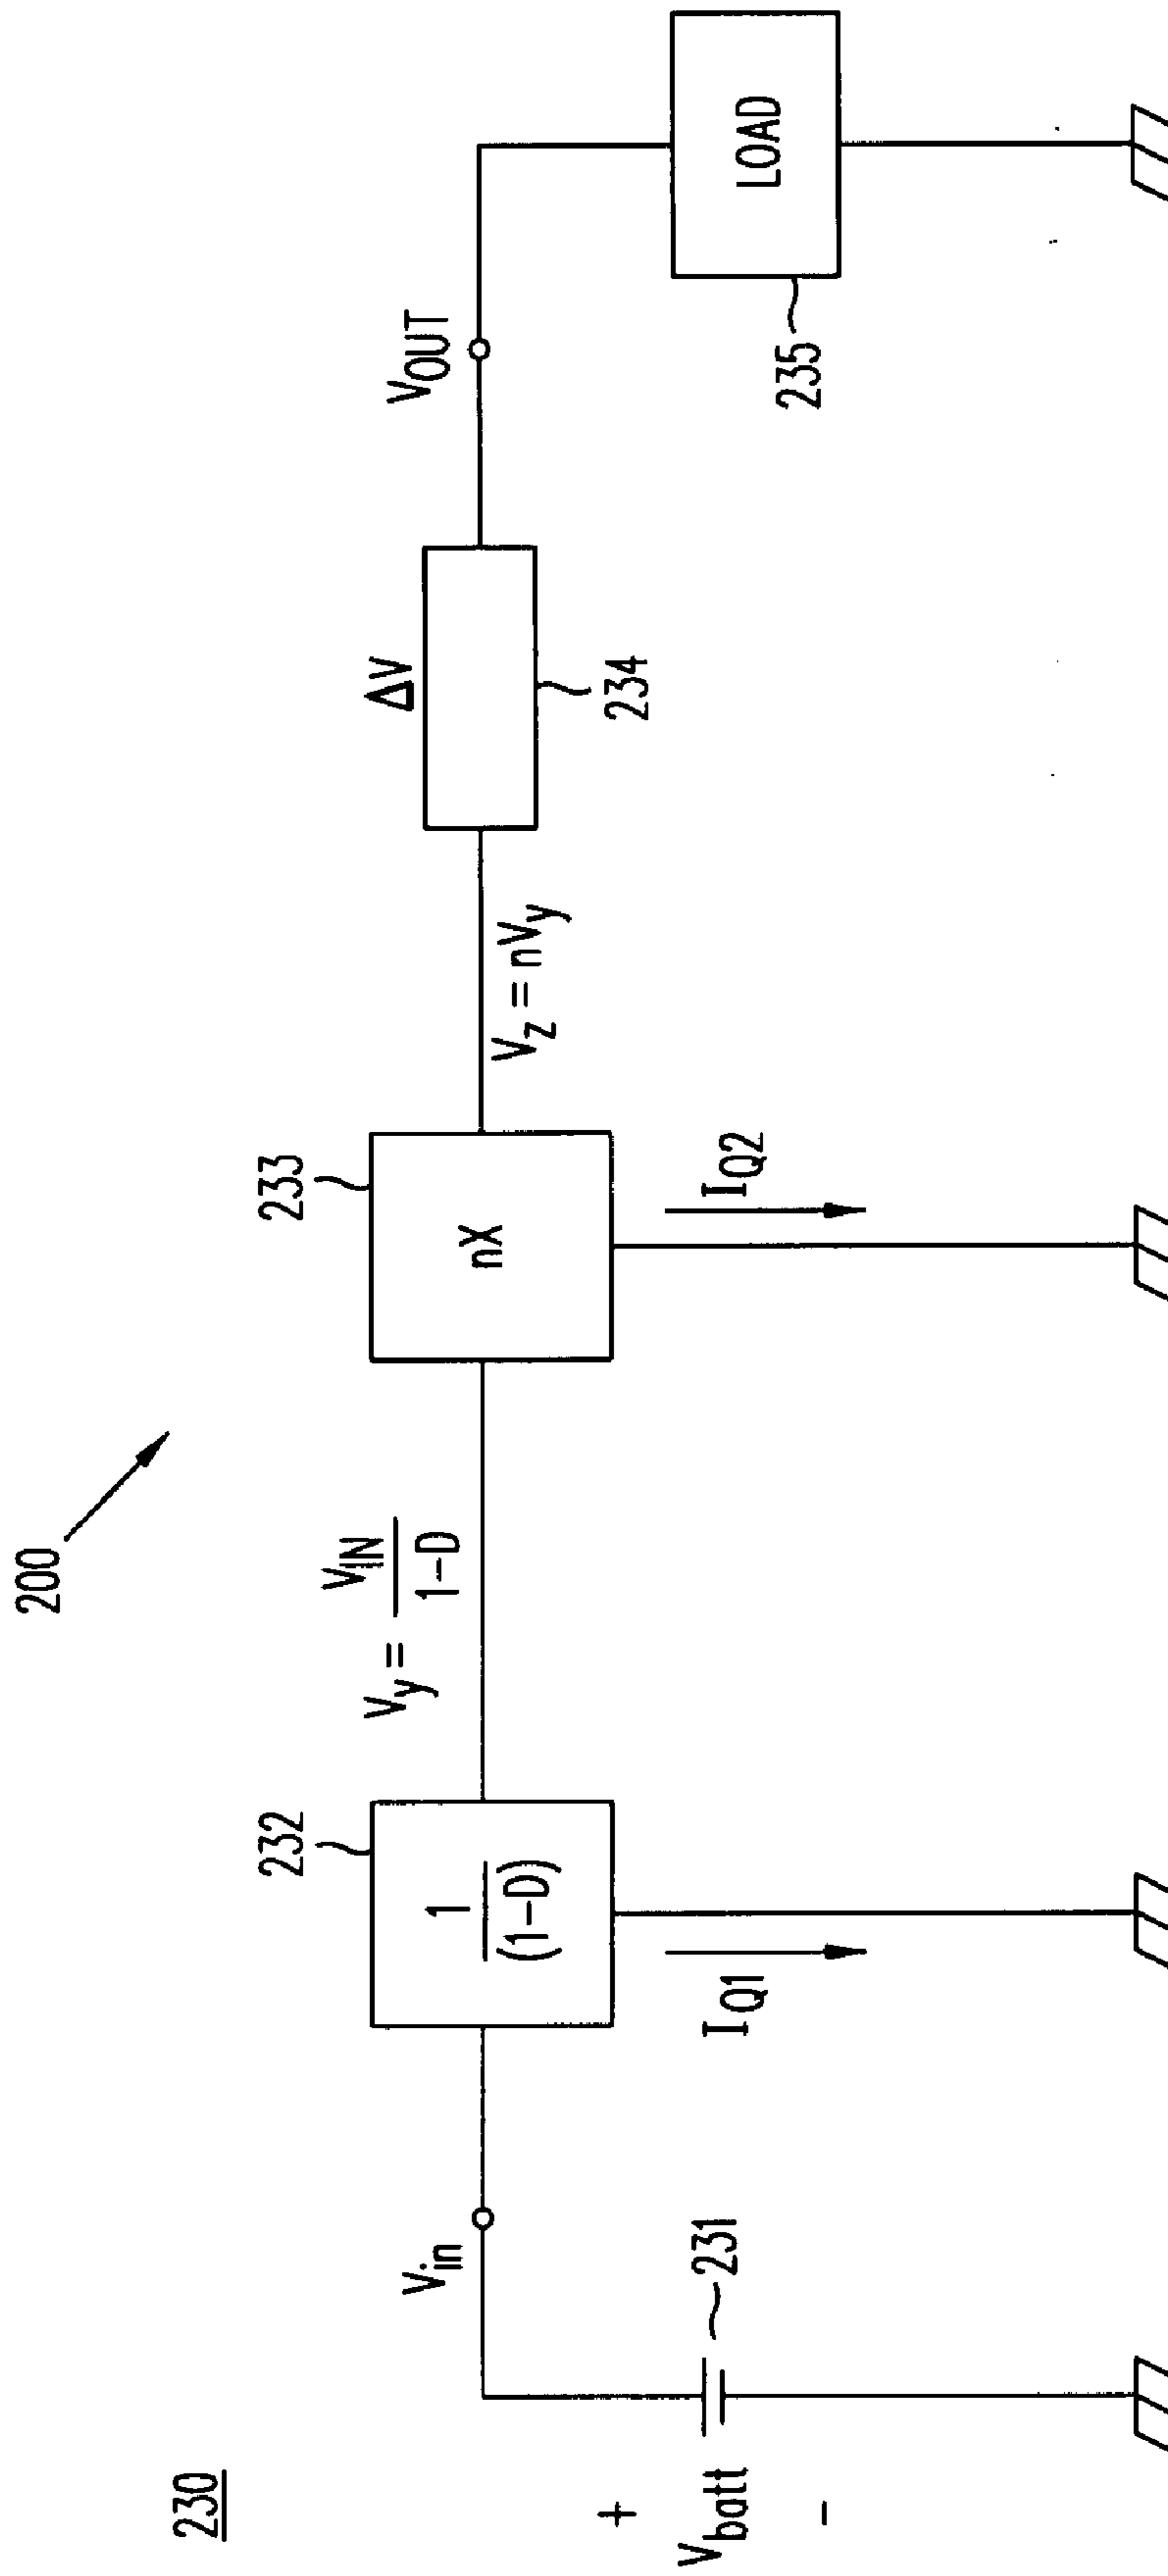 230
200
V_batt
+
-
231
V_in
232
1
(1-D)
I_Q1
V_y = V_IN
1-D
233
nX
I_Q2
V_z = nV_y
ΔV
234
V_OUT
LOAD
235